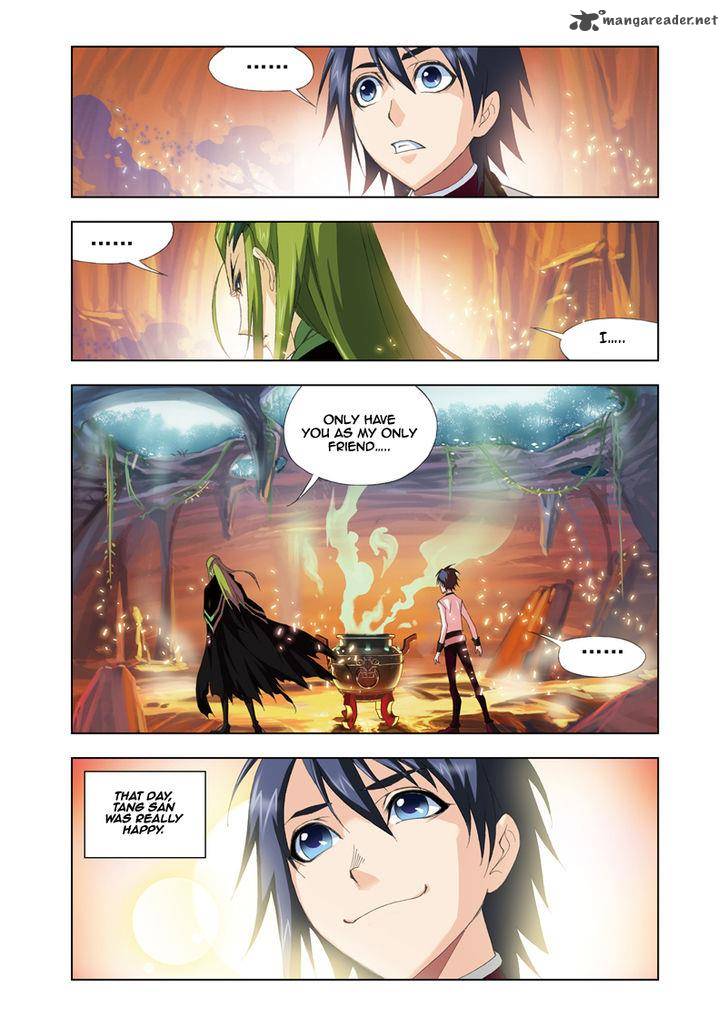 mangareader.net
......
......
I.....
ONLY HAVE
YOU AS MY ONLY
FRIEND.....
......
THAT DAY,
TANG SAN
WAS REALLY
HAPPY.